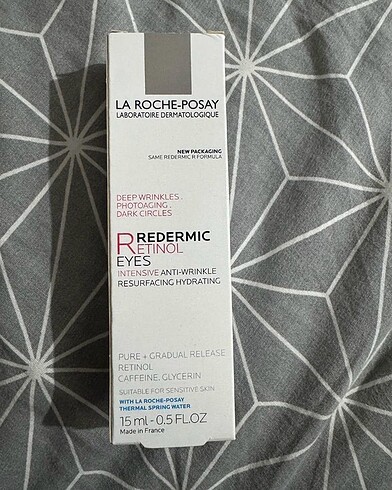 LA ROCHE-POSAY
LABORATOIRE DERMATOLOGIQUE
NEW PACKAGING
SAME REDERMIC R FORMULA
DEEP WRINKLES .
PHOTOAGING .
DARK CIRCLES
R REDERMIC
RETINOL
EYES
INTENSIVE ANTI-WRINKLE
RESURFACING HYDRATING
PURE + GRADUAL RELEASE
RETINOL
CAFFEINE. GLYCERIN
SUITABLE FOR SENSITIVE SKIN
WITH LA ROCHE-POSAY
THERMAL SPRING WATER
15 ml - 0.5 FL.OZ
Made in France